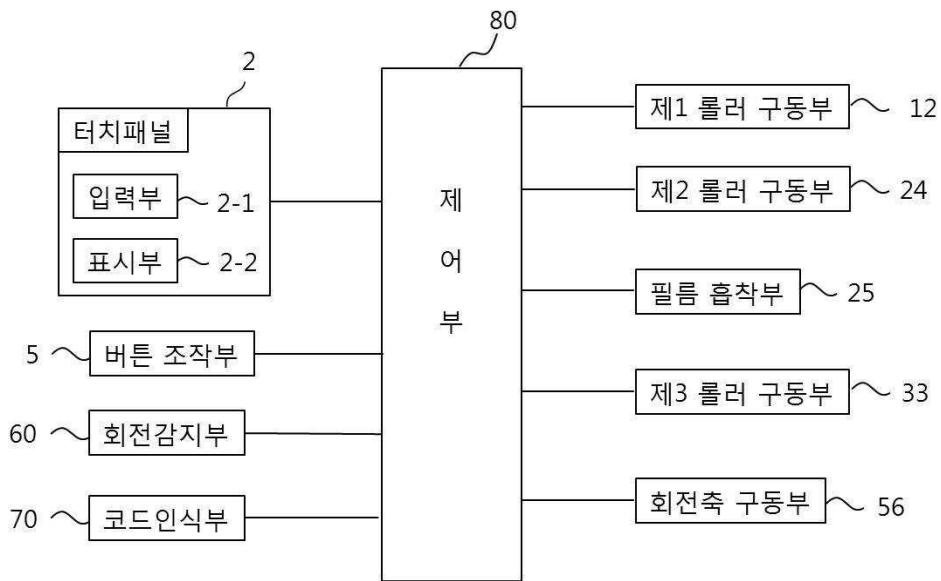 80
2
터치패널
입력부
2-1
표시부
2-2
5
버튼 조작부
60
회전감지부
70
코드인식부
제
어
부
제1 롤러 구동부
12
제2 롤러 구동부
24
필름 흡착부
25
제3 롤러 구동부
33
회전축 구동부
56